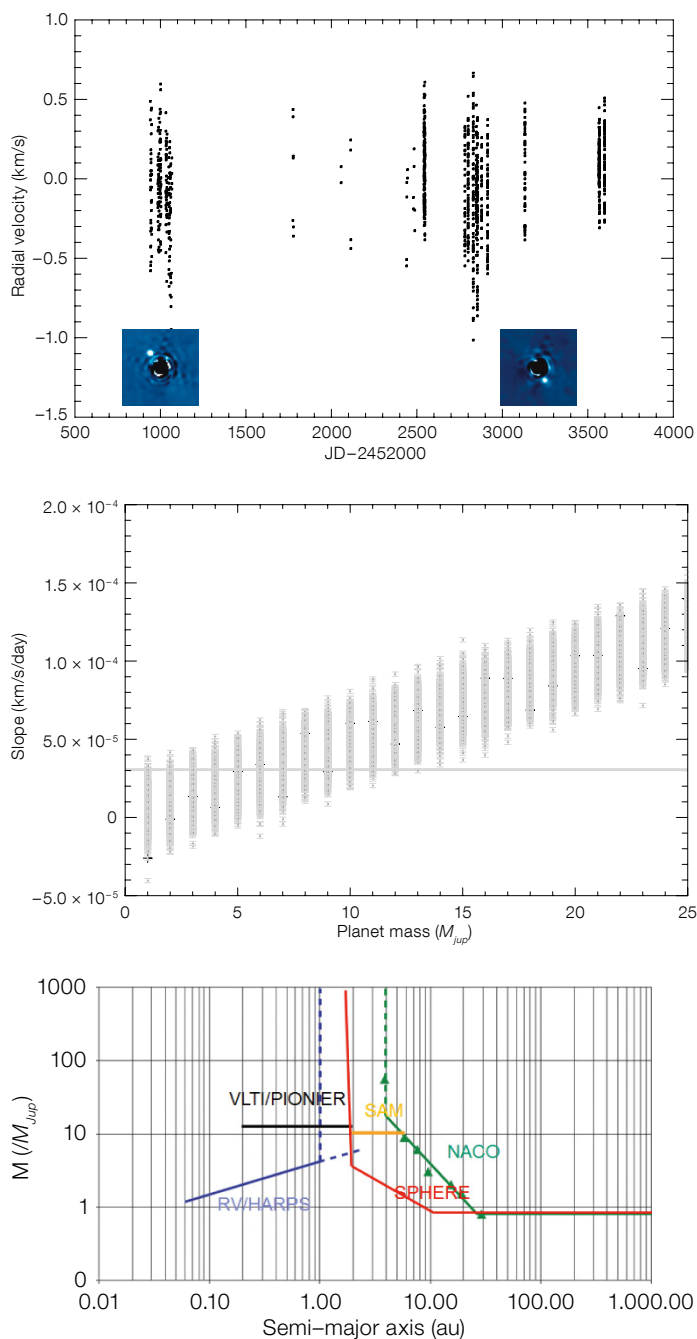 1.0
0.5
0.0
−0.5
−1.0
−1.5
Radial velocity (km/s)
500 1000 1500 2000 2500 3000 3500 4000
JD−2452000
2.0 × 10⁻⁴
1.5 × 10⁻⁴
1.0 × 10⁻⁴
5.0 × 10⁻⁵
0
−5.0 × 10⁻⁵
Slope (km/s/day)
0 5 10 15 20 25
Planet mass (M_jup)
1000
100
10
1
0
M (/M_Jup)
VLTI/PIONIER
SAM
NACO
RV/HARPS
SPHERE
0.01 0.10 1.00 10.00 100.00 1.000.00
Semi−major axis (au)